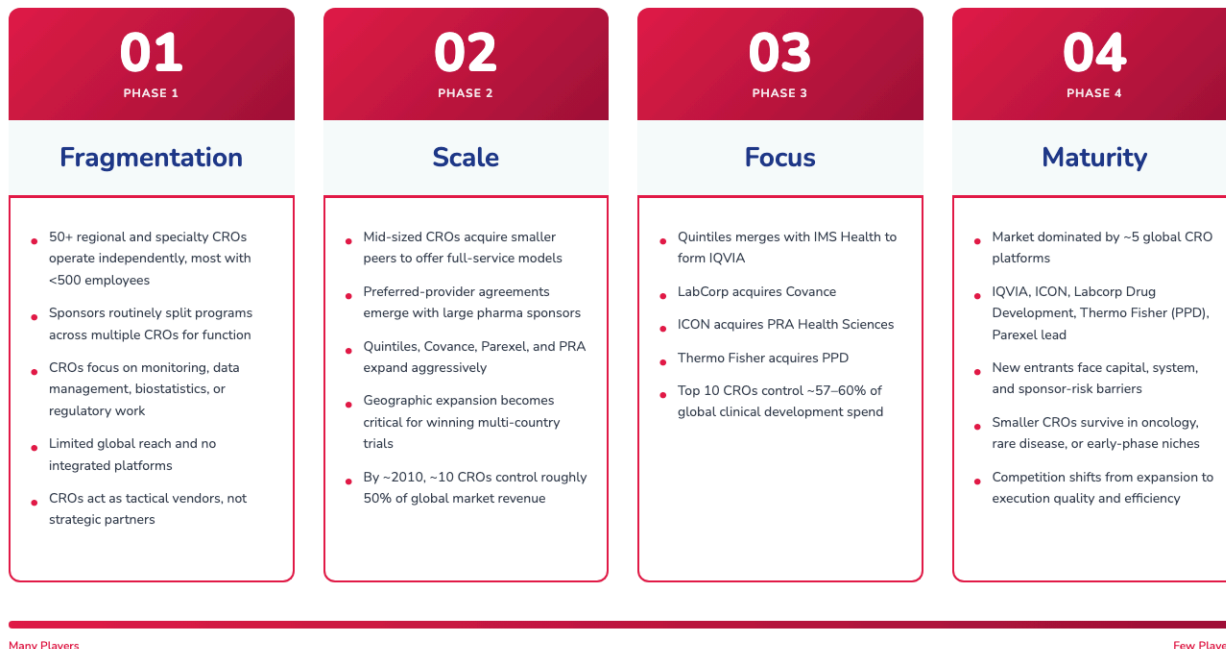 01
PHASE 1
Fragmentation
50+ regional and specialty CROs
operate independently, most with
<500 employees
Sponsors routinely split programs
across multiple CROs for function
CROs focus on monitoring, data
management, biostatistics, or
regulatory work
Limited global reach and no
integrated platforms
CROs act as tactical vendors, not
strategic partners
02
PHASE 2
Scale
Mid-sized CROs acquire smaller
peers to offer full-service models
Preferred-provider agreements
emerge with large pharma sponsors
Quintiles, Covance, Parexel, and PRA
expand aggressively
Geographic expansion becomes
critical for winning multi-country
trials
By ~2010, ~10 CROs control roughly
50% of global market revenue
03
PHASE 3
Focus
Quintiles merges with IMS Health to
form IQVIA
LabCorp acquires Covance
ICON acquires PRA Health Sciences
Thermo Fisher acquires PPD
Top 10 CROs control ~57–60% of
global clinical development spend
04
PHASE 4
Maturity
Market dominated by ~5 global CRO
platforms
IQVIA, ICON, Labcorp Drug
Development, Thermo Fisher (PPD),
Parexel lead
New entrants face capital, system,
and sponsor-risk barriers
Smaller CROs survive in oncology,
rare disease, or early-phase niches
Competition shifts from expansion to
execution quality and efficiency
Many Players
Few